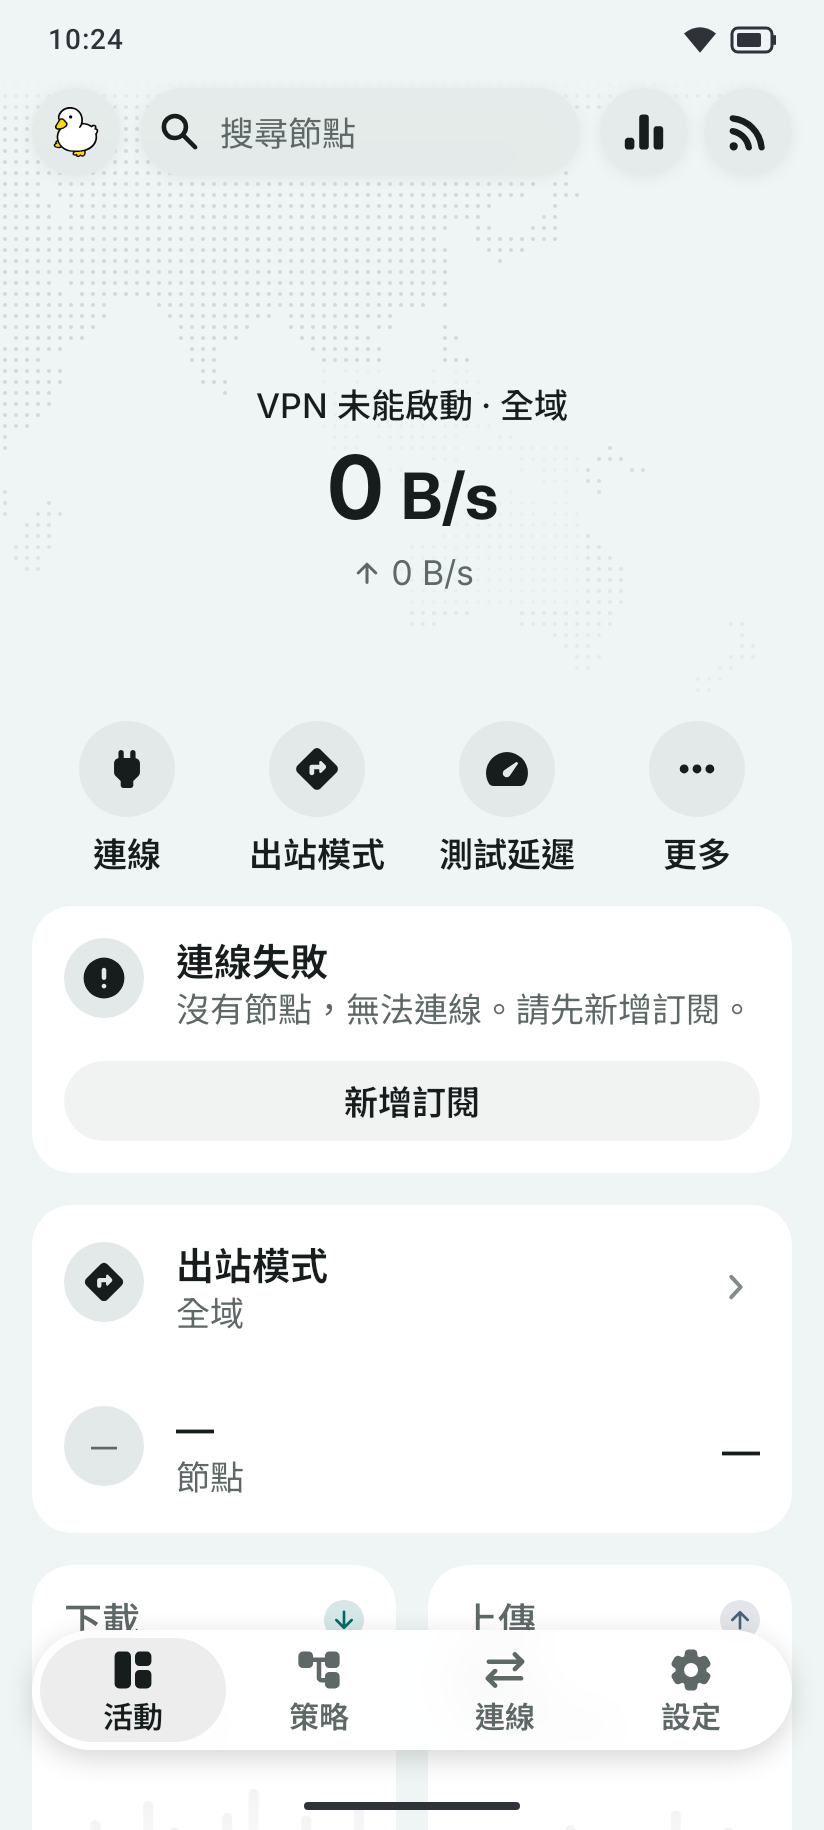 10:24
搜尋節點
VPN 未能啟動 · 全域
0 B/s
↑ 0 B/s
連線
出站模式
測試延遲
更多
連線失敗
沒有節點，無法連線。請先新增訂閱。
新增訂閱
出站模式
全域
—
—
節點
—
下載
上傳
活動
策略
連線
設定